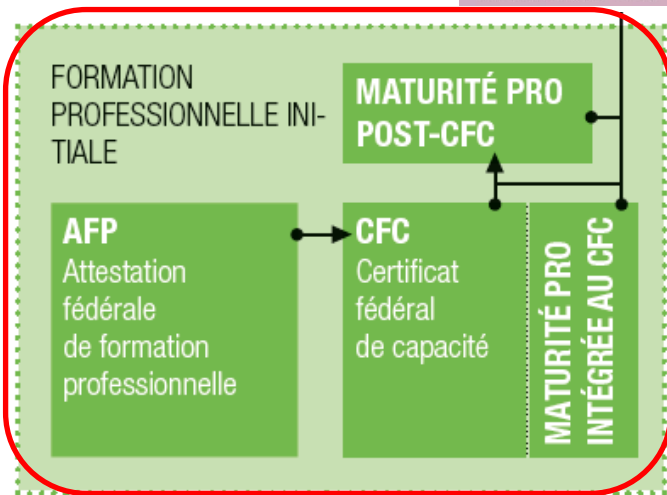 FORMATION
PROFESSIONNELLE INI-
TIALE
MATURITÉ PRO
POST-CFC
AFP
Attestation
fédérale
de formation
professionnelle
CFC
Certificat
fédéral
de capacité
MATURITÉ PRO
INTÉGRÉE AU CFC